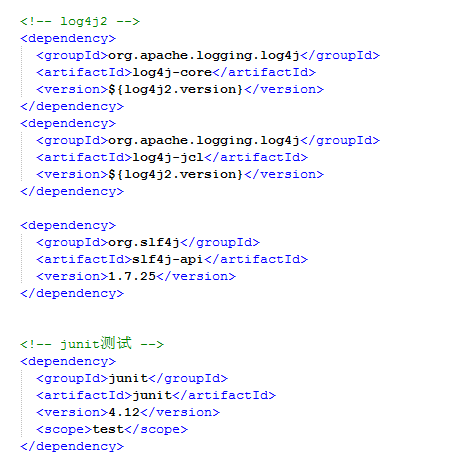 <!-- log4j2 -->
<dependency>
<groupId>org.apache.logging.log4j</groupId>
<artifactId>log4j-core</artifactId>
<version>${log4j2.version}</version>
</dependency>
<dependency>
<groupId>org.apache.logging.log4j</groupId>
<artifactId>log4j-jcl</artifactId>
<version>${log4j2.version}</version>
</dependency>
<dependency>
<groupId>org.slf4j</groupId>
<artifactId>slf4j-api</artifactId>
<version>1.7.25</version>
</dependency>
<!-- junit测试 -->
<dependency>
<groupId>junit</groupId>
<artifactId>junit</artifactId>
<version>4.12</version>
<scope>test</scope>
</dependency>